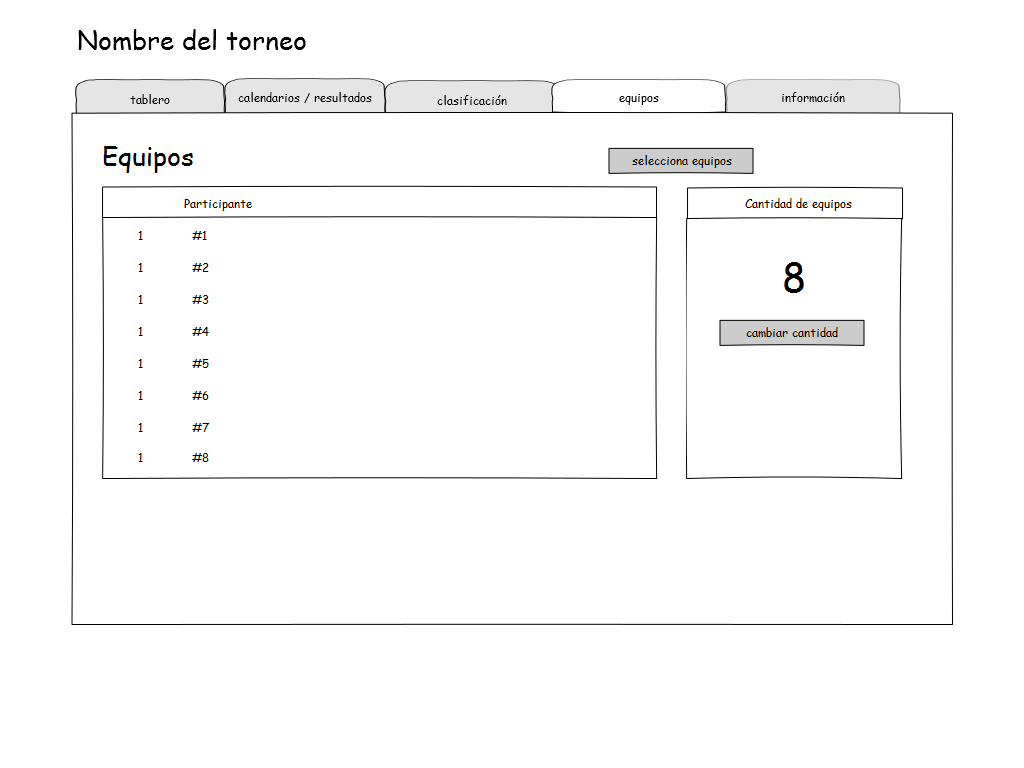 Nombre del torneo
tablero calendarios / resultados clasificación equipos información
Equipos selecciona equipos
Participante Cantidad de equipos
1 #1
1 #2
8
1 #3
1 #4 cambiar cantidad
1 #5
1 #6
1 #7
1 #8